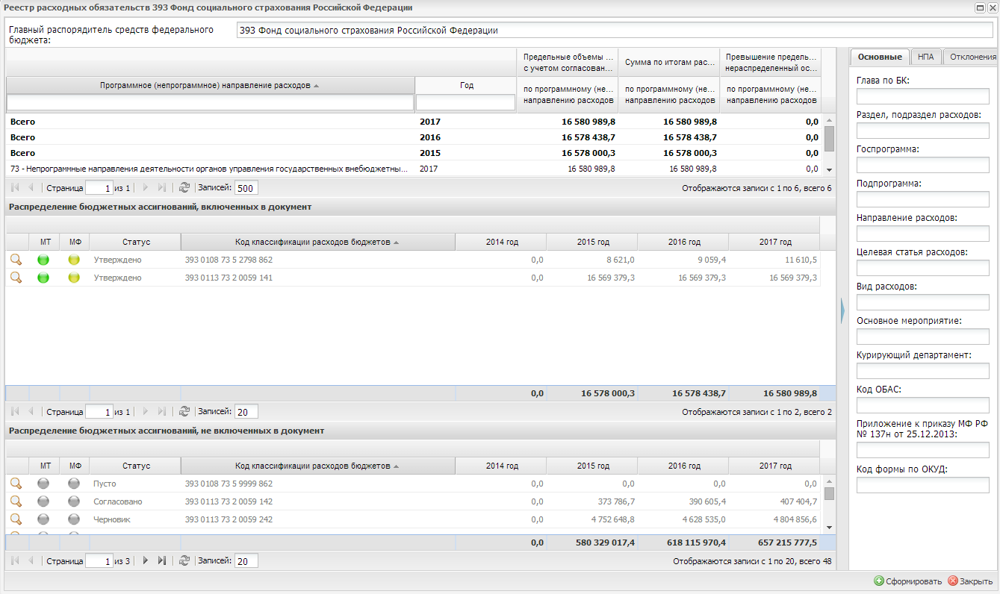 Реестр расходных обязательств 393 Фонд социального страхования Российской Федерации
Главный распорядитель средств федерального
бюджета:
393 Фонд социального страхования Российской Федерации
Предельные объемы ...
с учетом согласован...
Сумма по итогам рас...
Превышение предель...
нераспределенный ос...
Программное (непрограммное) направление расходов
Год
по программному (не...
направлению расходов
по программному (не...
направлению расходов
по программному (не...
направлению расходов
Всего 2017 16 580 989,8 16 580 989,8 0,0
Всего 2016 16 578 438,7 16 578 438,7 0,0
Всего 2015 16 578 000,3 16 578 000,3 0,0
73 - Непрограммные направления деятельности органов управления государственных внебюджетны... 2017 16 580 989,8 16 580 989,8 0,0
Страница 1 из 1 Записей: 500 Отображаются записи с 1 по 6, всего 6
Распределение бюджетных ассигнований, включенных в документ
МТ МФ Статус Код классификации расходов бюджетов 2014 год 2015 год 2016 год 2017 год
Утверждено 393 0108 73 5 2798 862 0,0 8 621,0 9 059,4 11 610,5
Утверждено 393 0113 73 2 0059 141 0,0 16 569 379,3 16 569 379,3 16 569 379,3
0,0 16 578 000,3 16 578 438,7 16 580 989,8
Страница 1 из 1 Записей: 20 Отображаются записи с 1 по 2, всего 2
Распределение бюджетных ассигнований, не включенных в документ
МТ МФ Статус Код классификации расходов бюджетов 2014 год 2015 год 2016 год 2017 год
Пусто 393 0108 73 5 9999 862 0,0 0,0 0,0 0,0
Согласовано 393 0113 73 2 0059 142 0,0 373 786,7 390 605,4 407 404,7
Черновик 393 0113 73 2 0059 242 0,0 4 752 648,8 4 628 535,0 4 804 856,6
0,0 580 329 017,4 618 115 970,4 657 215 777,5
Страница 1 из 3 Записей: 20 Отображаются записи с 1 по 20, всего 48
Основные НПА Отклонения
Глава по БК:
Раздел, подраздел расходов:
Госпрограмма:
Подпрограмма:
Направление расходов:
Целевая статья расходов:
Вид расходов:
Основное мероприятие:
Курирующий департамент:
Код ОБАС:
Приложение к приказу МФ РФ
№ 137н от 25.12.2013:
Код формы по ОКУД:
Сформировать Закрыть